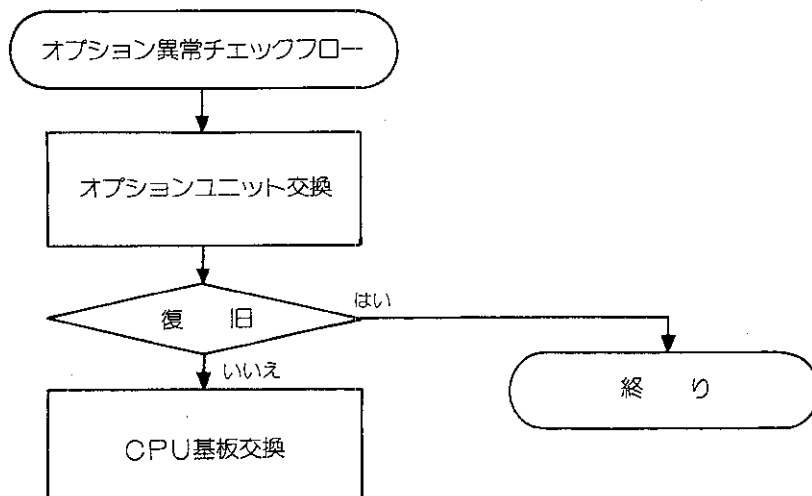 オプション異常チェックフロー
オプションユニット交換
復 旧
はい
いいえ
終 り
CPU基板交換